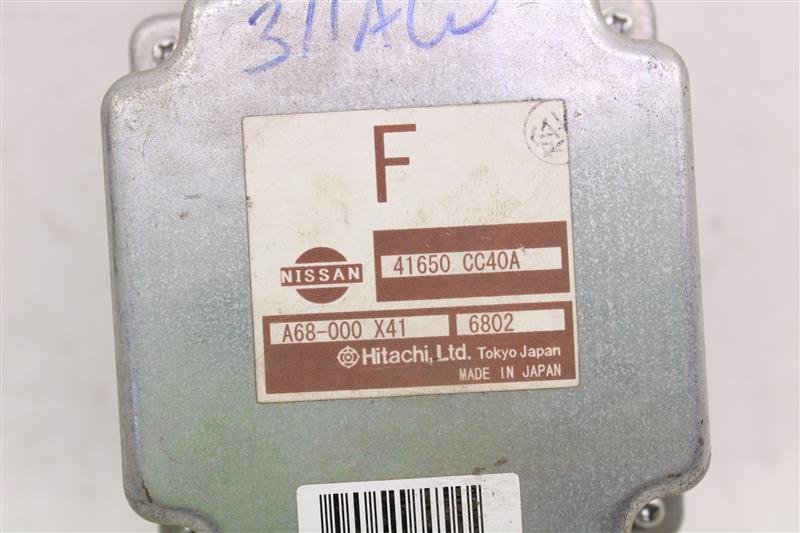 F
NISSAN
41650 CC40A
A68-000 X41
6802
Hitachi, Ltd. Tokyo Japan
MADE IN JAPAN